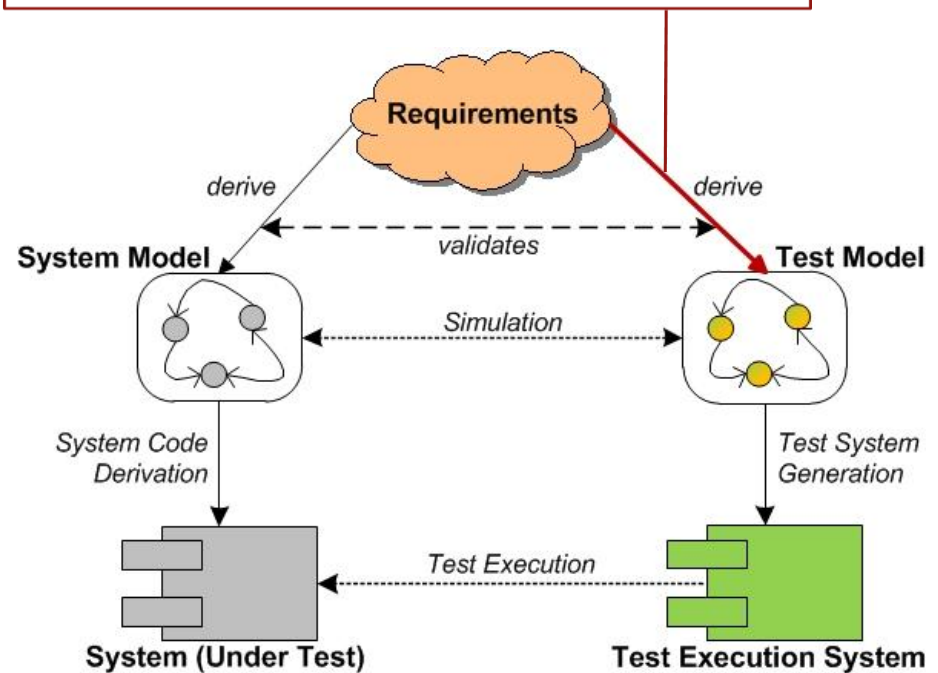 Requirements
derive
derive
validates
System Model
Test Model
Simulation
System Code
Derivation
Test System
Generation
Test Execution
System (Under Test)
Test Execution System